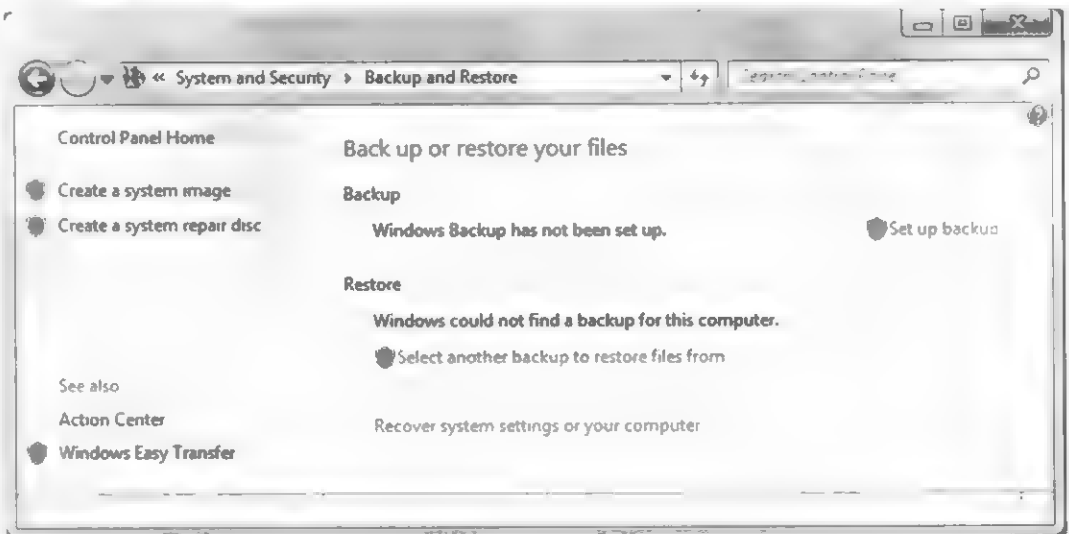 « System and Security › Backup and Restore
Control Panel Home
Create a system image
Create a system repair disc
Back up or restore your files
Backup
Windows Backup has not been set up.
Set up backup
Restore
Windows could not find a backup for this computer.
Select another backup to restore files from
Recover system settings or your computer
See also
Action Center
Windows Easy Transfer